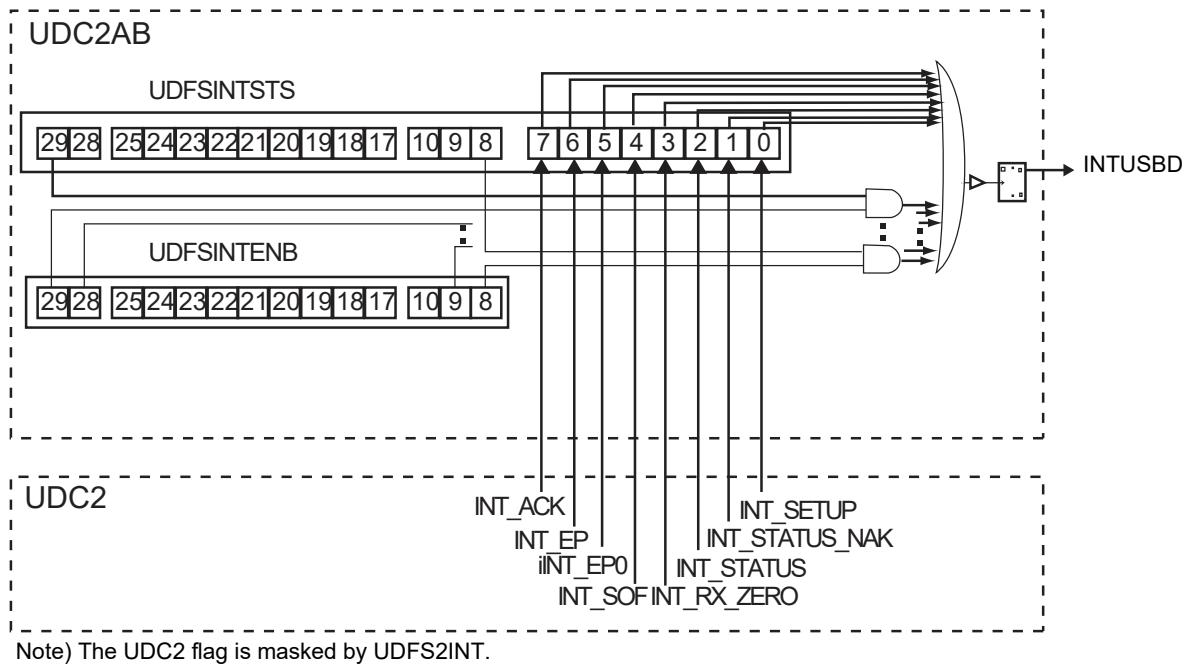 UDC2AB
UDFSINTSTS
29 28 25 24 23 22 21 20 19 18 17 10 9 8 7 6 5 4 3 2 1 0
INTUSBD
UDFSINTENB
29 28 25 24 23 22 21 20 19 18 17 10 9 8
UDC2
INT_ACK INT_SETUP
INT_EP INT_STATUS_NAK
iINT_EP0 INT_STATUS
INT_SOF INT_RX_ZERO
Note) The UDC2 flag is masked by UDFS2INT.